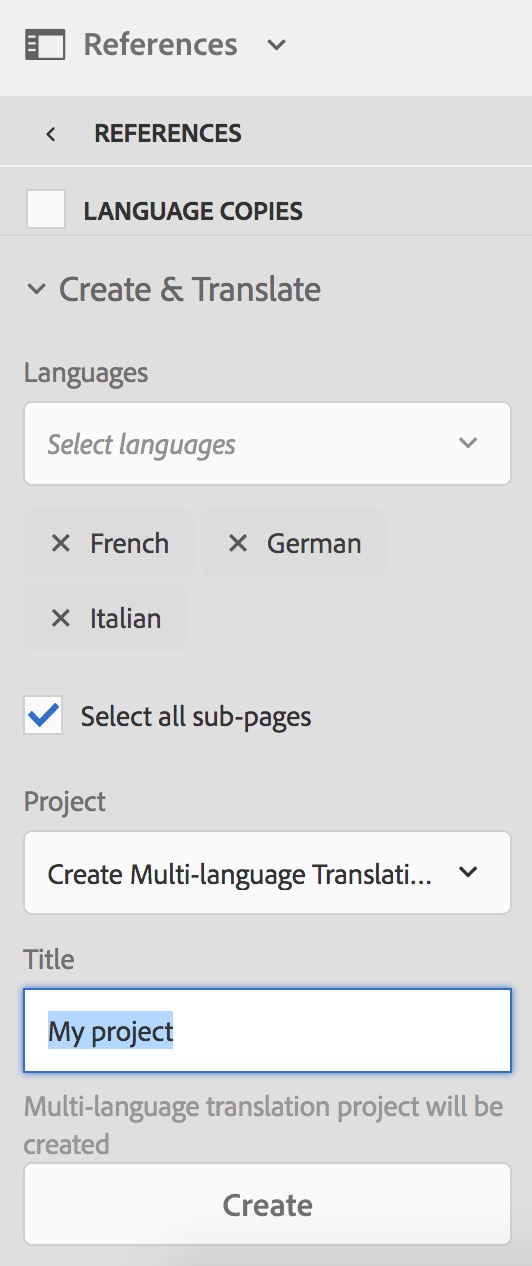 References
REFERENCES
LANGUAGE COPIES
Create & Translate
Languages
Select languages
French German
Italian
Select all sub-pages
Project
Create Multi-language Translati...
Title
My project
Multi-language translation project will be
created
Create